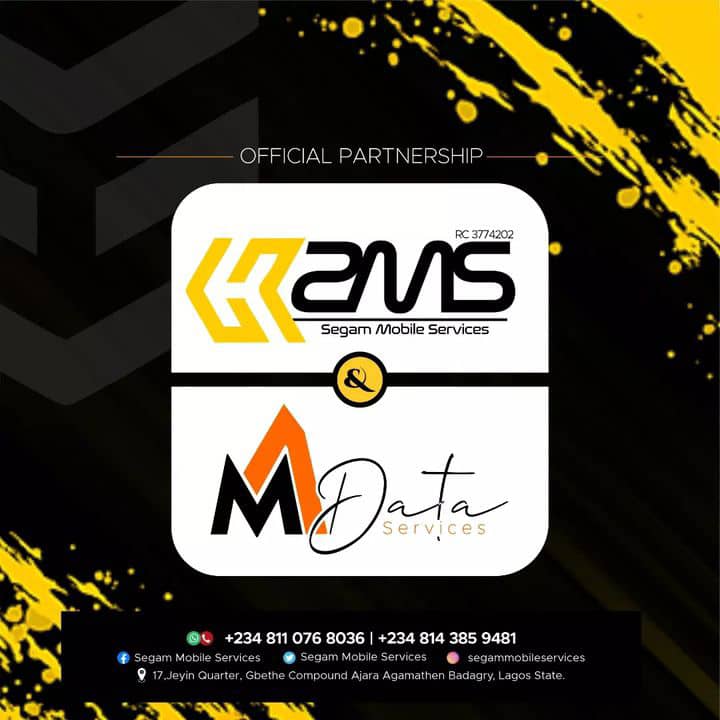 OFFICIAL PARTNERSHIP
RC 3774202
SMS
Segam Mobile Services
&
MA Data
Services
+234 811 076 8036 | +234 814 385 9481
Segam Mobile Services Segam Mobile Services segammobileservices
17,Jeyin Quarter, Gbethe Compound Ajara Agamathen Badagry, Lagos State.